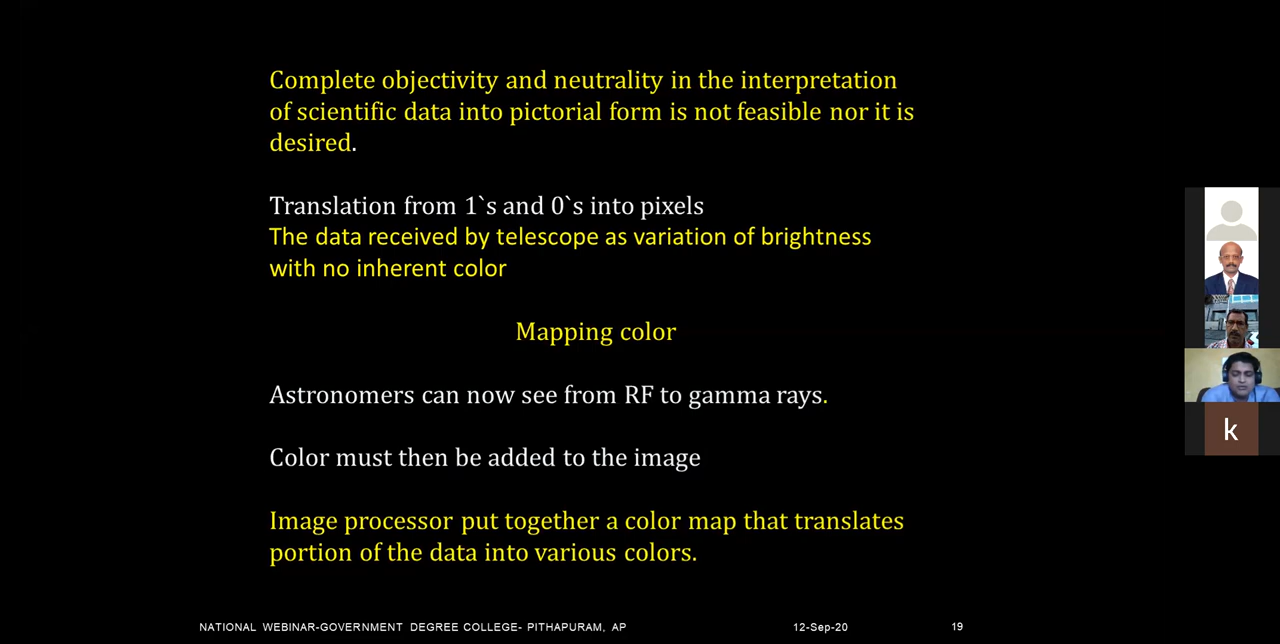 Complete objectivity and neutrality in the interpretation
of scientific data into pictorial form is not feasible nor it is
desired.
Translation from 1`s and 0`s into pixels
The data received by telescope as variation of brightness
with no inherent color
Mapping color
Astronomers can now see from RF to gamma rays.
Color must then be added to the image
Image processor put together a color map that translates
portion of the data into various colors.
k
NATIONAL WEBINAR-GOVERNMENT DEGREE COLLEGE- PITHAPURAM, AP
12-Sep-20
19